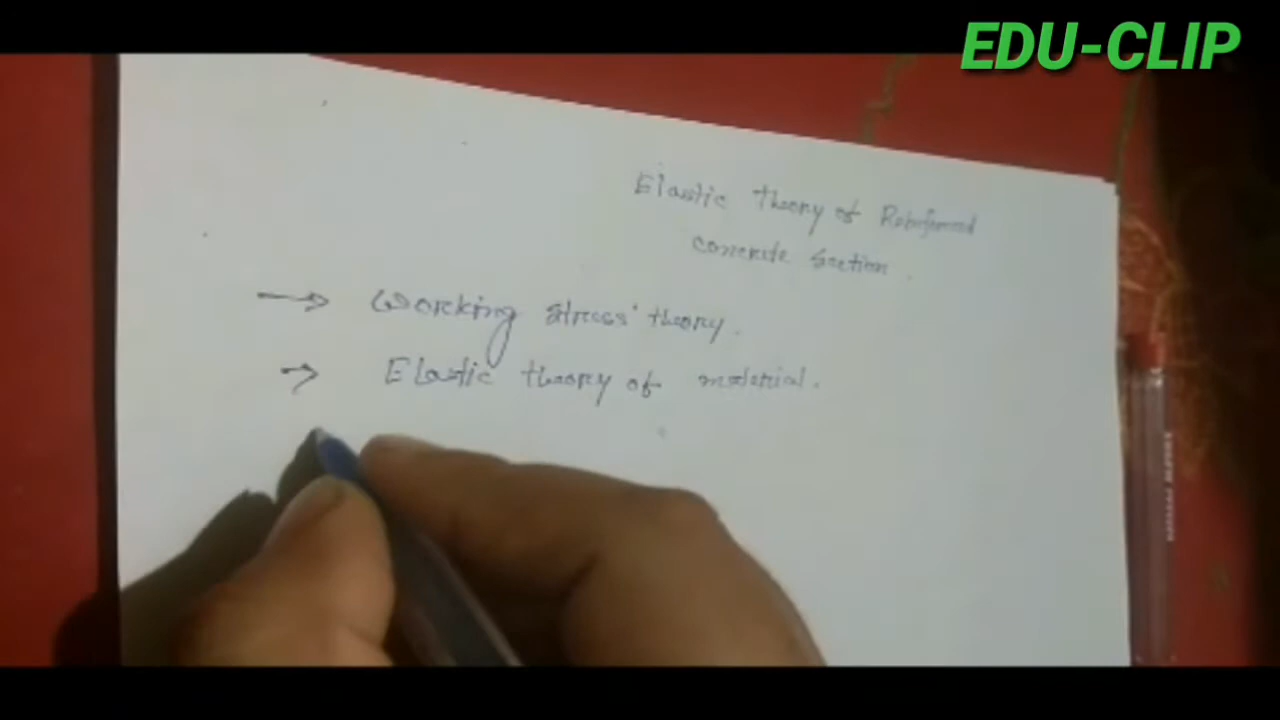 EDU-CLIP
Elastic theory of Reinforced
concrete section.
→ Working stress theory.
→ Elastic theory of material.